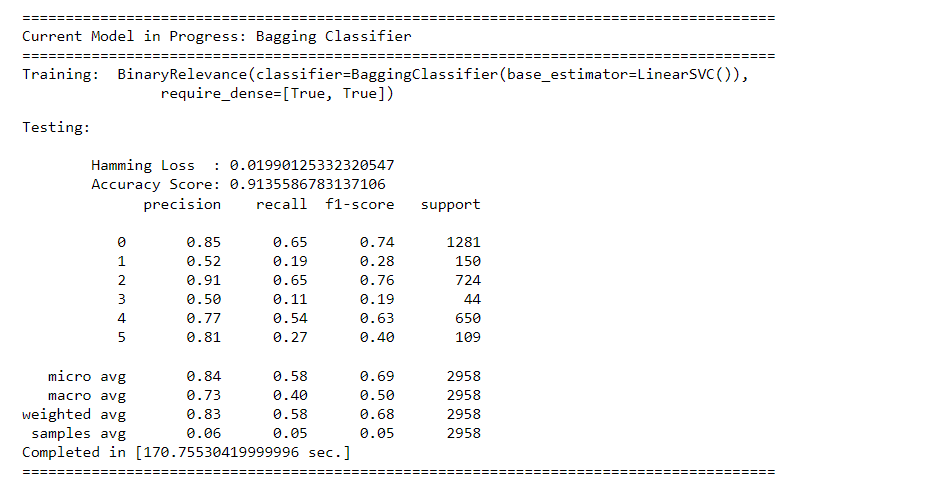 =======================================================================================
Current Model in Progress: Bagging Classifier
=======================================================================================
Training:  BinaryRelevance(classifier=BaggingClassifier(base_estimator=LinearSVC()),
                require_dense=[True, True])
Testing:
        Hamming Loss  : 0.01990125332320547
        Accuracy Score: 0.9135586783137106
              precision    recall  f1-score   support
           0       0.85      0.65      0.74      1281
           1       0.52      0.19      0.28       150
           2       0.91      0.65      0.76       724
           3       0.50      0.11      0.19        44
           4       0.77      0.54      0.63       650
           5       0.81      0.27      0.40       109
   micro avg       0.84      0.58      0.69      2958
   macro avg       0.73      0.40      0.50      2958
weighted avg       0.83      0.58      0.68      2958
 samples avg       0.06      0.05      0.05      2958
Completed in [170.75530419999996 sec.]
=======================================================================================